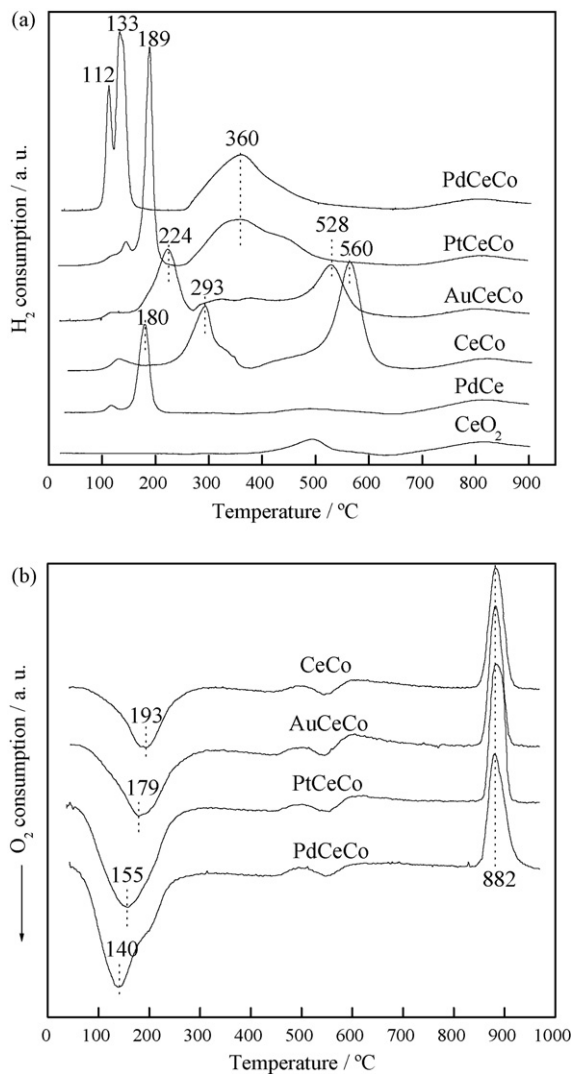 (a)
133
189
112
360
PdCeCo
528
PtCeCo
224
560
293
AuCeCo
180
CeCo
PdCe
CeO₂
H₂ consumption / a. u.
0 100 200 300 400 500 600 700 800 900
Temperature / ºC
(b)
CeCo
193
AuCeCo
179
PtCeCo
155
PdCeCo
882
140
O₂ consumption / a. u.
0 100 200 300 400 500 600 700 800 900 1000
Temperature / ºC